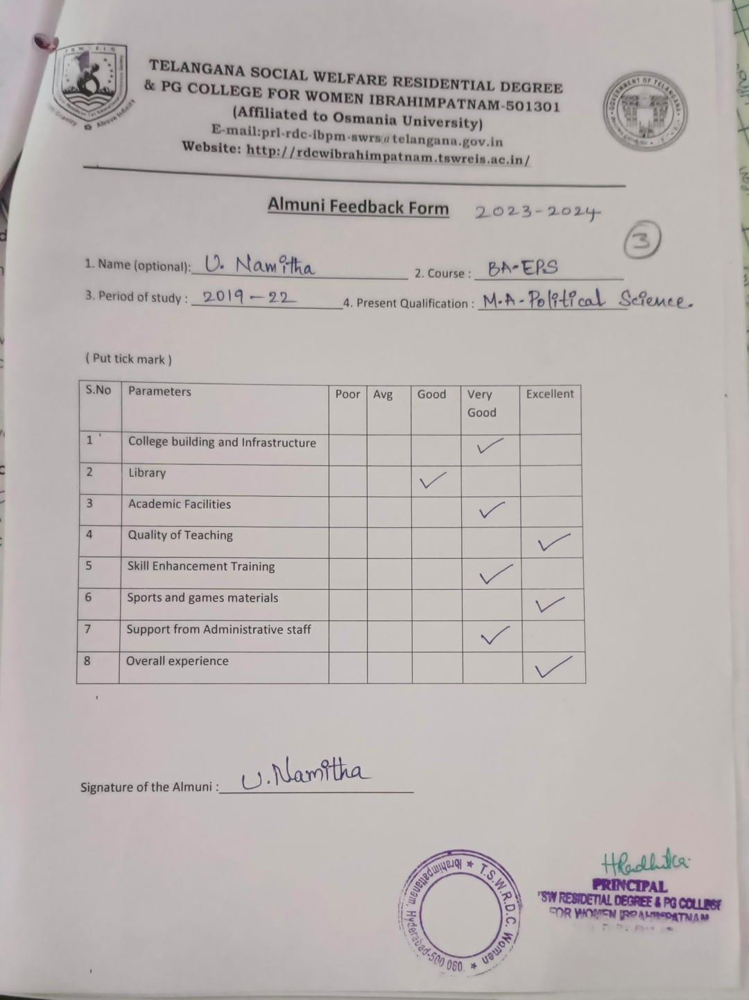 TELANGANA SOCIAL WELFARE RESIDENTIAL DEGREE
& PG COLLEGE FOR WOMEN IBRAHIMPATNAM-501301
(Affiliated to Osmania University)
E-mail:prl-rdc-ibpm-swrs@telangana.gov.in
Website: http://rdcwibrahimpatnam.tswreis.ac.in/
GOVERNMENT OF TELANGANA
Above Infinity
Almuni Feedback Form 2023-2024
3
1. Name (optional): U. Namitha 2. Course : BA-EPS
3. Period of study : 2019-22 4. Present Qualification : M.A-Political Science.
( Put tick mark )
S.No Parameters Poor Avg Good Very Good Excellent
1 College building and Infrastructure ✓
2 Library ✓
3 Academic Facilities ✓
4 Quality of Teaching ✓
5 Skill Enhancement Training ✓
6 Sports and games materials ✓
7 Support from Administrative staff ✓
8 Overall experience ✓
Signature of the Almuni : U. Namitha
T.S.W.R.D.C. Women ★ Ibrahimpattanam, Hyderabad-500 060. ★
PRINCIPAL
TSW RESIDETIAL DEGREE & PG COLLEGE
FOR WOMEN IBRAHIMPATNAM